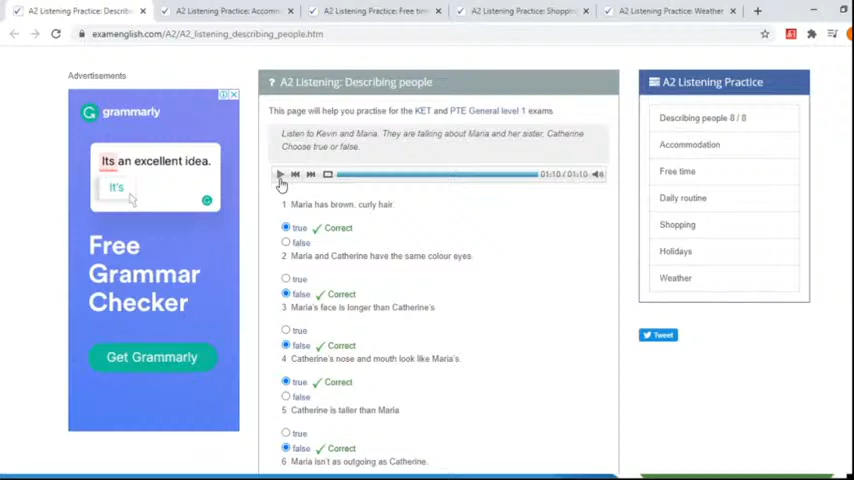 A2 Listening Practice: Describi
A2 Listening Practice: Accomm
A2 Listening Practice: Free time
A2 Listening Practice: Shopping
A2 Listening Practice: Weather
examenglish.com/A2/A2_listening_describing_people.htm
Advertisements
grammarly
Its an excellent idea.
It's
Free
Grammar
Checker
Get Grammarly
? A2 Listening: Describing people
This page will help you practise for the KET and PTE General level 1 exams
Listen to Kevin and Maria. They are talking about Maria and her sister, Catherine
Choose true or false.
01:10 / 01:10
1 Maria has brown, curly hair.
true Correct
false
2 Maria and Catherine have the same colour eyes.
true
false Correct
3 Maria's face is longer than Catherine's
true
false Correct
4 Catherine's nose and mouth look like Maria's.
true Correct
false
5 Catherine is taller than Maria
true
false Correct
6 Maria isn't as outgoing as Catherine.
A2 Listening Practice
Describing people 8 / 8
Accommodation
Free time
Daily routine
Shopping
Holidays
Weather
Tweet